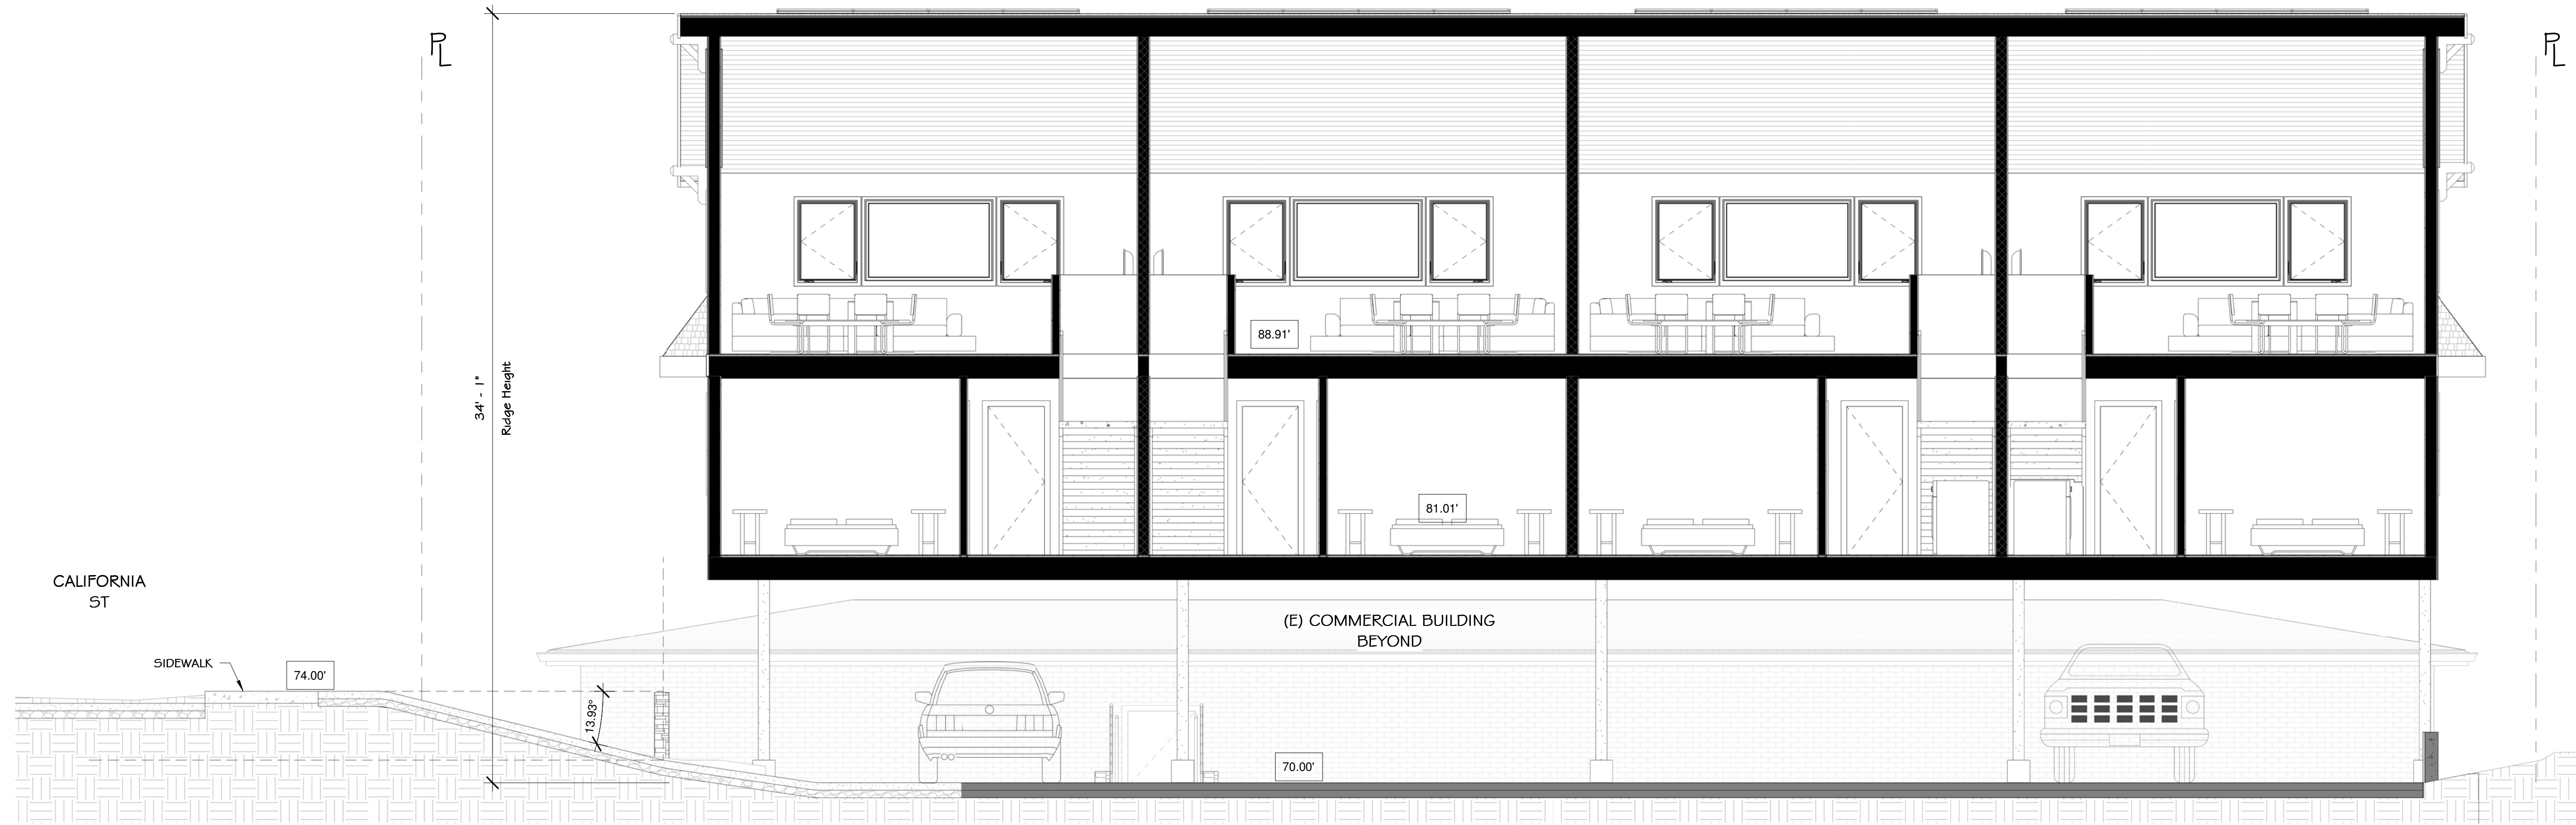 PL
PL
34' - 1"
Ridge Height
88.91'
81.01'
CALIFORNIA
ST
(E) COMMERCIAL BUILDING
BEYOND
SIDEWALK
74.00'
13.93°
70.00'